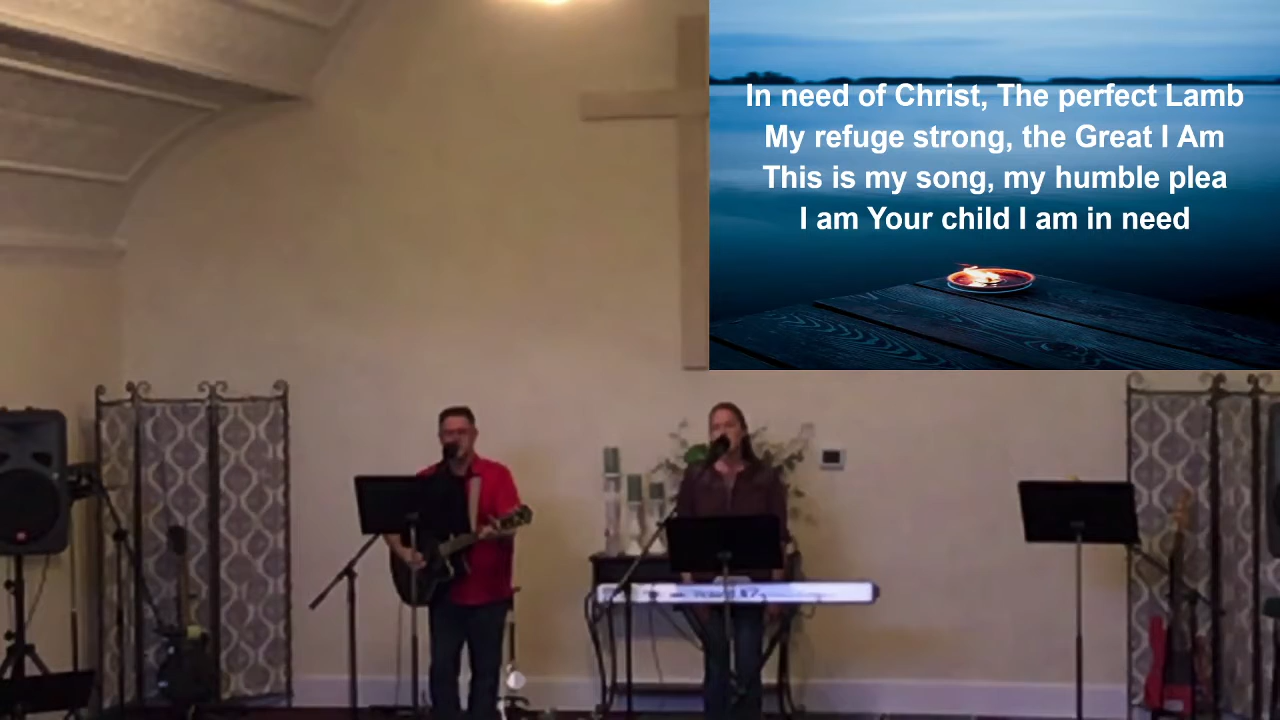 In need of Christ, The perfect Lamb
My refuge strong, the Great I Am
This is my song, my humble plea
I am Your child I am in need